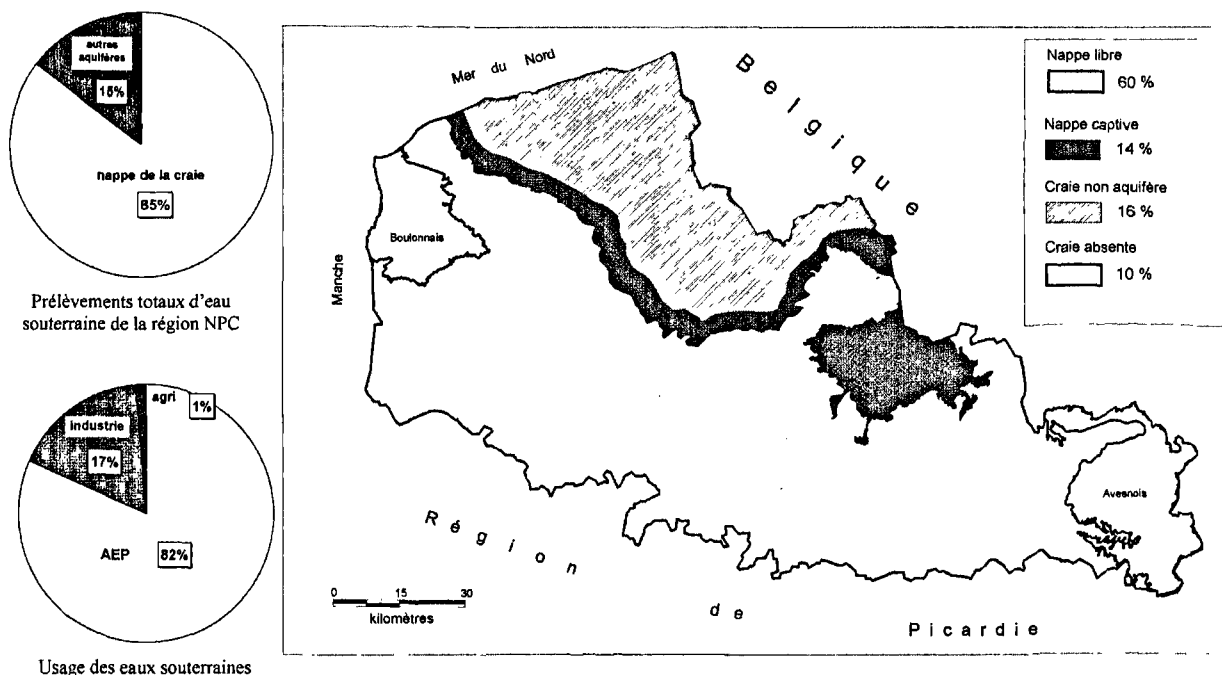 autres
aquifères
15%
nappe de la craie
85%
Prélèvements totaux d'eau
souterraine de la région NPC
agri
1%
industrie
17%
AEP
82%
Usage des eaux souterraines
Mer du Nord
Belgique
Manche
Boulonnais
Avesnois
Région
de
Picardie
0 15 30
kilomètres
Nappe libre
60 %
Nappe captive
14 %
Craie non aquifère
16 %
Craie absente
10 %